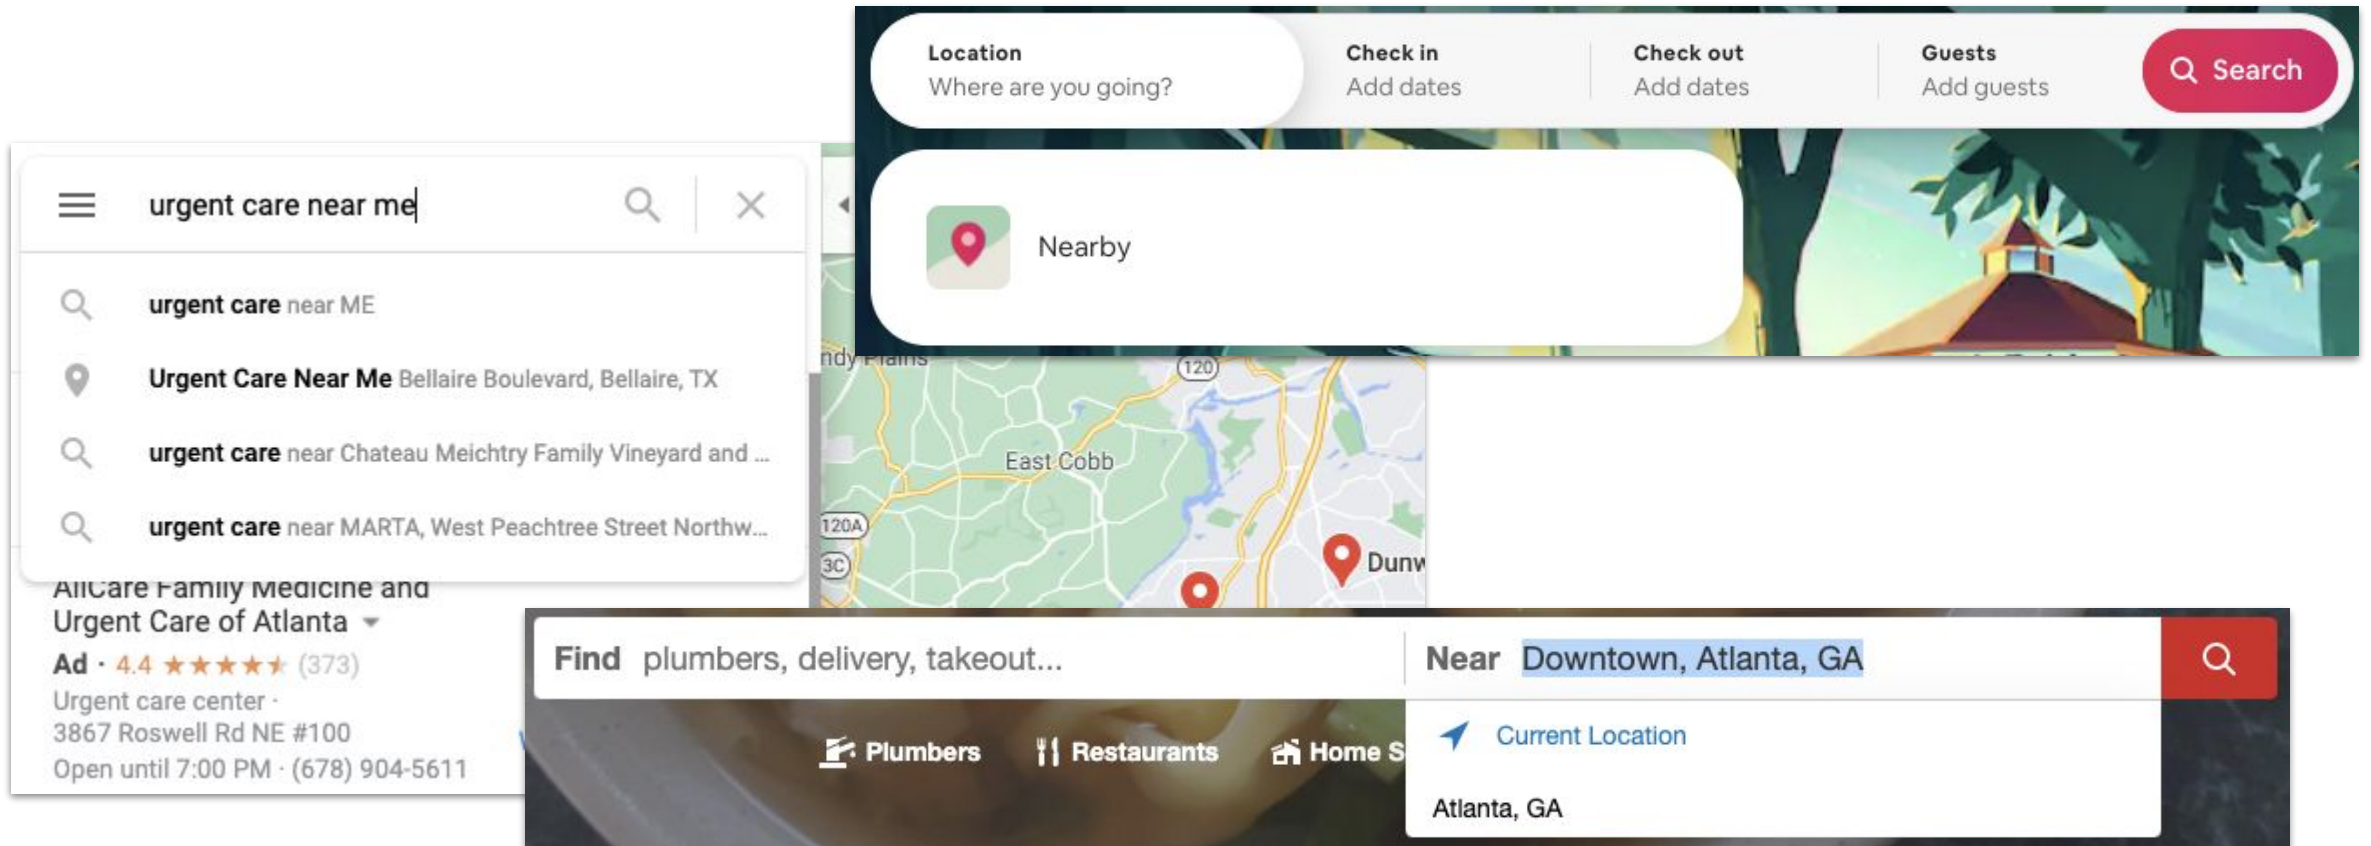 Location
Where are you going?
Check in
Add dates
Check out
Add dates
Guests
Add guests
Search
Nearby
urgent care near me
urgent care near ME
Urgent Care Near Me Bellaire Boulevard, Bellaire, TX
urgent care near Chateau Meichtry Family Vineyard and ...
urgent care near MARTA, West Peachtree Street Northw...
AllCare Family Medicine and
Urgent Care of Atlanta
Ad · 4.4 (373)
Urgent care center ·
3867 Roswell Rd NE #100
Open until 7:00 PM · (678) 904-5611
ndy Plains
120
East Cobb
120A
3C
Dunw
Find plumbers, delivery, takeout...
Near Downtown, Atlanta, GA
Current Location
Atlanta, GA
Plumbers
Restaurants
Home S